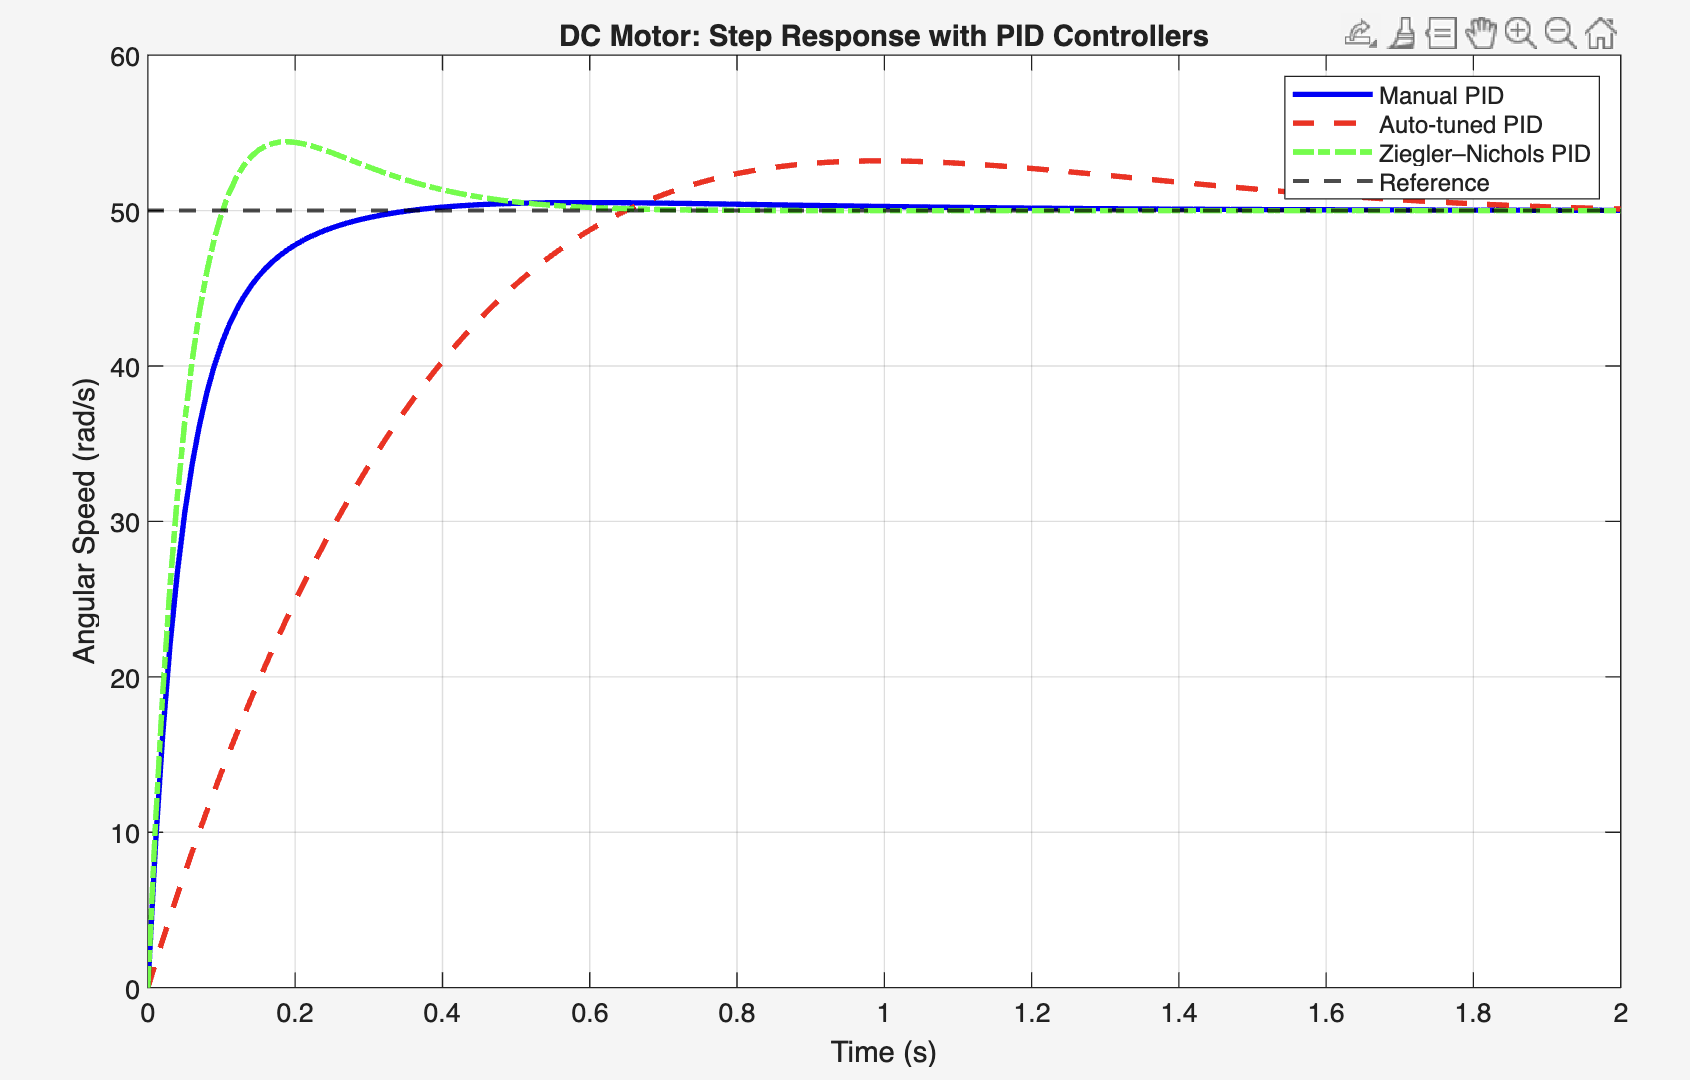 DC Motor: Step Response with PID Controllers
60
50
40
30
20
10
0
Angular Speed (rad/s)
Manual PID
Auto-tuned PID
Ziegler–Nichols PID
Reference
0 0.2 0.4 0.6 0.8 1 1.2 1.4 1.6 1.8 2
Time (s)